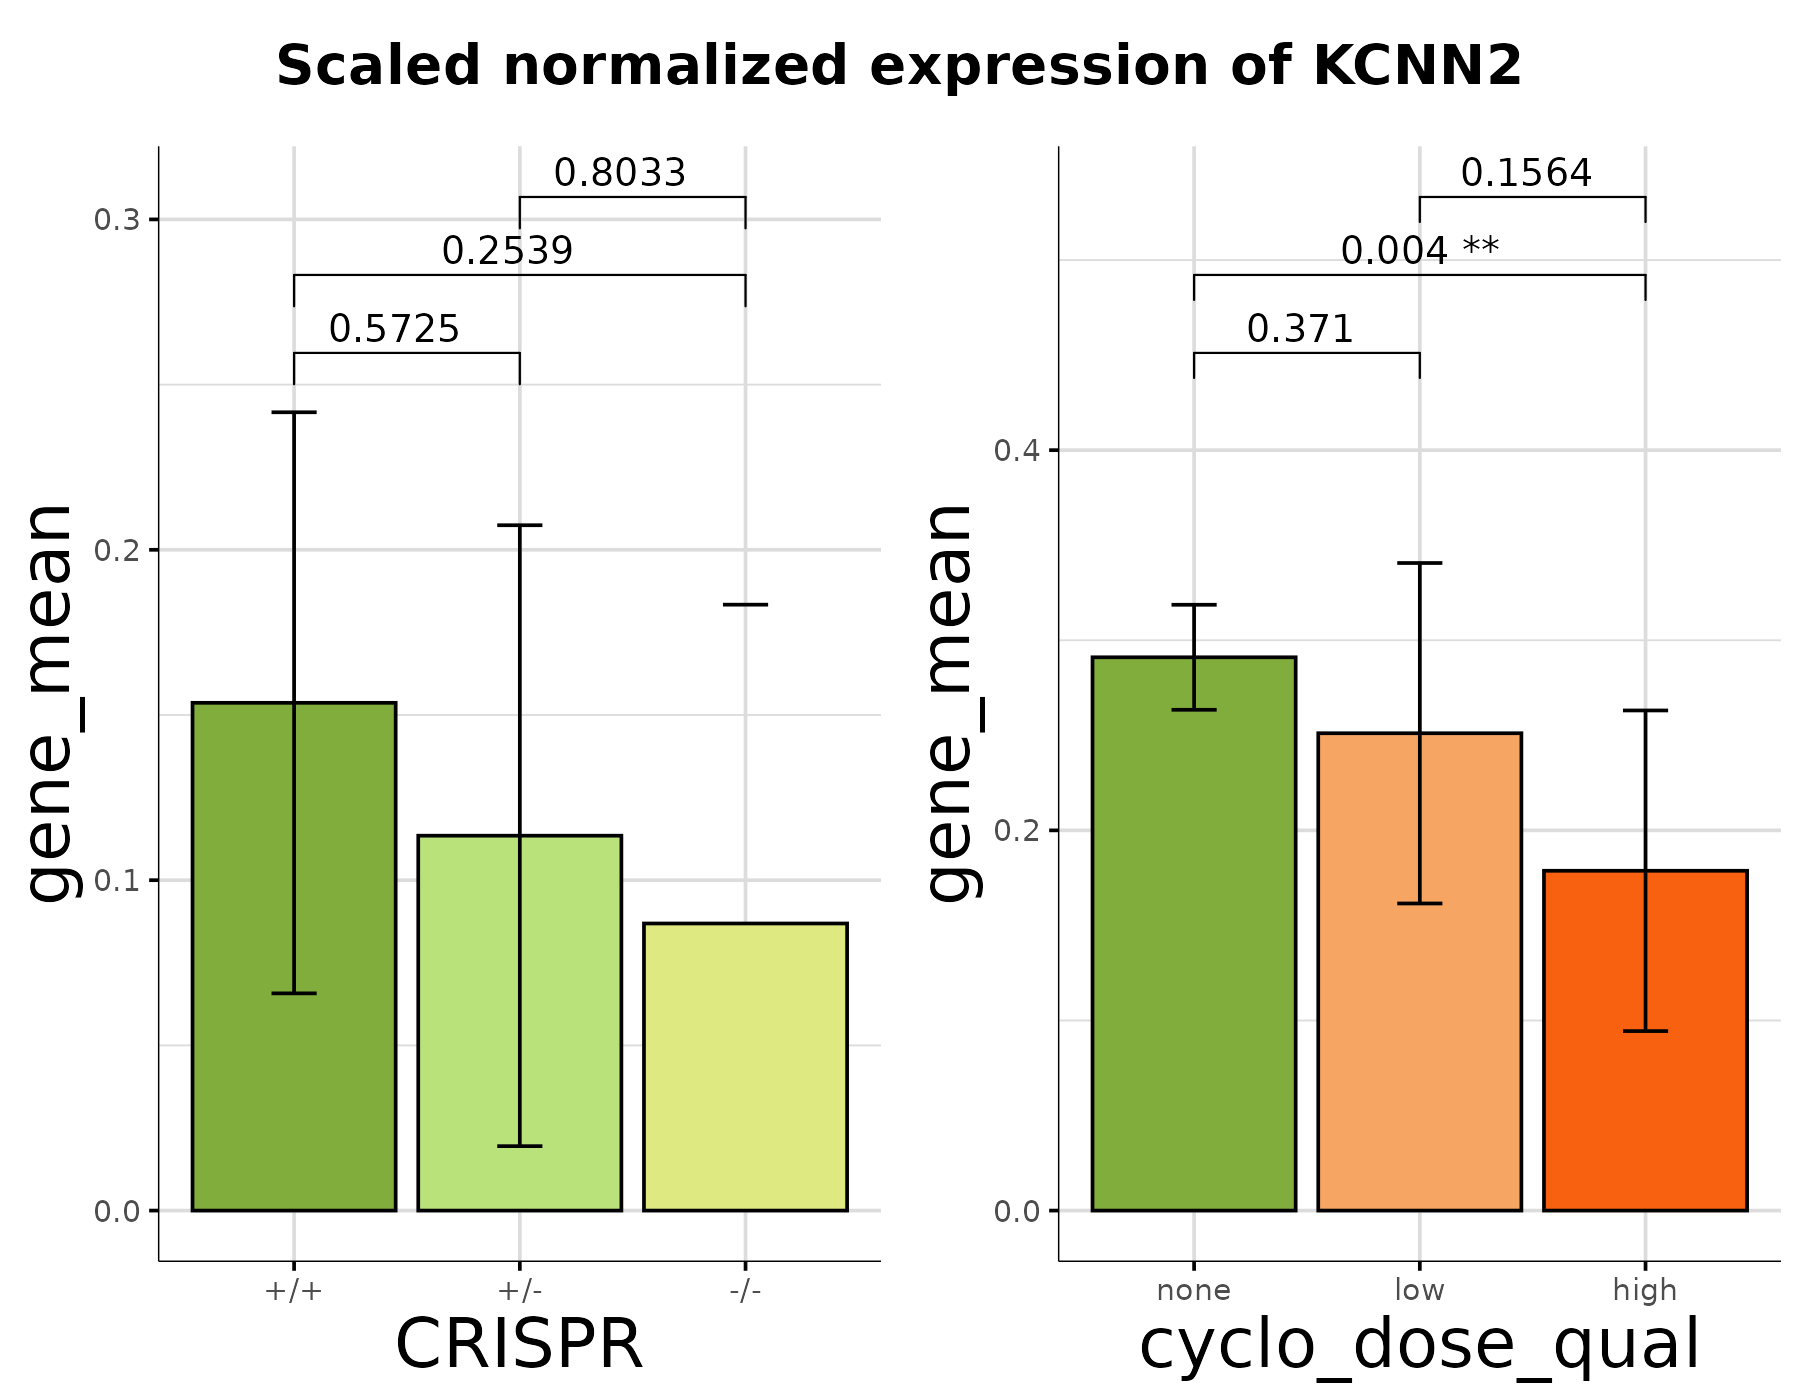 Scaled normalized expression of KCNN2
gene_mean
0.3
0.2
0.1
0.0
0.8033
0.2539
0.5725
+/+
+/-
-/-
CRISPR
gene_mean
0.4
0.2
0.0
0.1564
0.004 **
0.371
none
low
high
cyclo_dose_qual